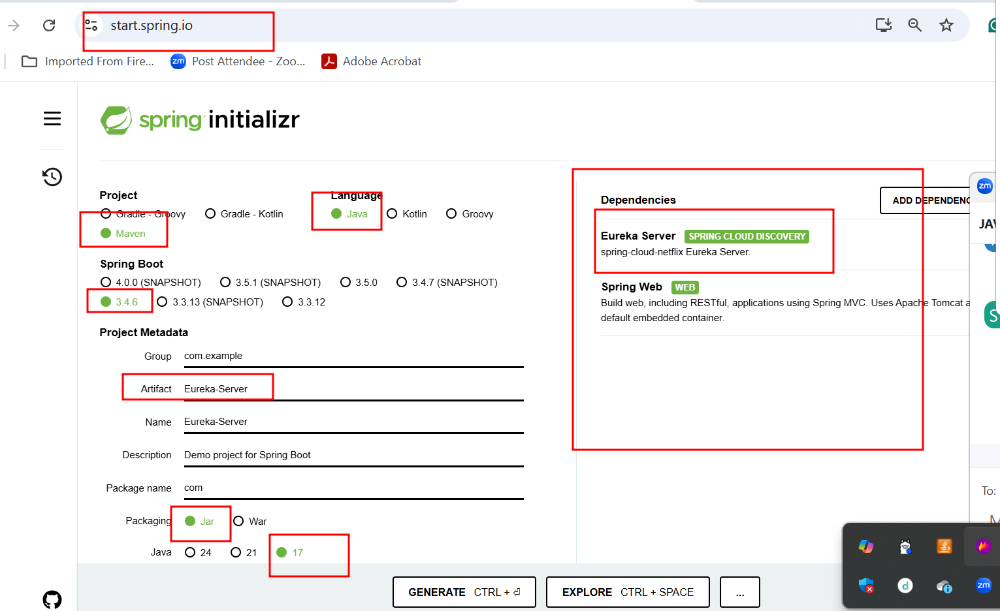 start.spring.io
Imported From Fire...
zm
Post Attendee - Zoo...
Adobe Acrobat
spring initializr
Project
Gradle - Groovy
Gradle - Kotlin
Maven
Language
Java
Kotlin
Groovy
Spring Boot
4.0.0 (SNAPSHOT)
3.5.1 (SNAPSHOT)
3.5.0
3.4.7 (SNAPSHOT)
3.4.6
3.3.13 (SNAPSHOT)
3.3.12
Project Metadata
Group com.example
Artifact Eureka-Server
Name Eureka-Server
Description Demo project for Spring Boot
Package name com
Packaging Jar War
Java 24 21 17
Dependencies
ADD DEPENDENC
Eureka Server SPRING CLOUD DISCOVERY
spring-cloud-netflix Eureka Server.
Spring Web WEB
Build web, including RESTful, applications using Spring MVC. Uses Apache Tomcat a
default embedded container.
zm
JAV
S
To:
M
d
zm
GENERATE CTRL + ⏎
EXPLORE CTRL + SPACE
...